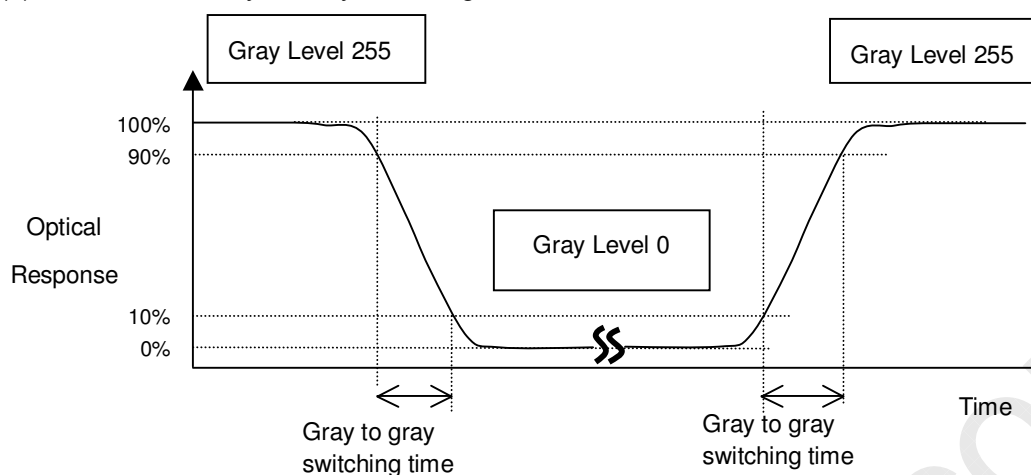 Gray Level 255
Gray Level 255
100%
90%
Optical
Response
Gray Level 0
10%
0%
Time
Gray to gray
switching time
Gray to gray
switching time